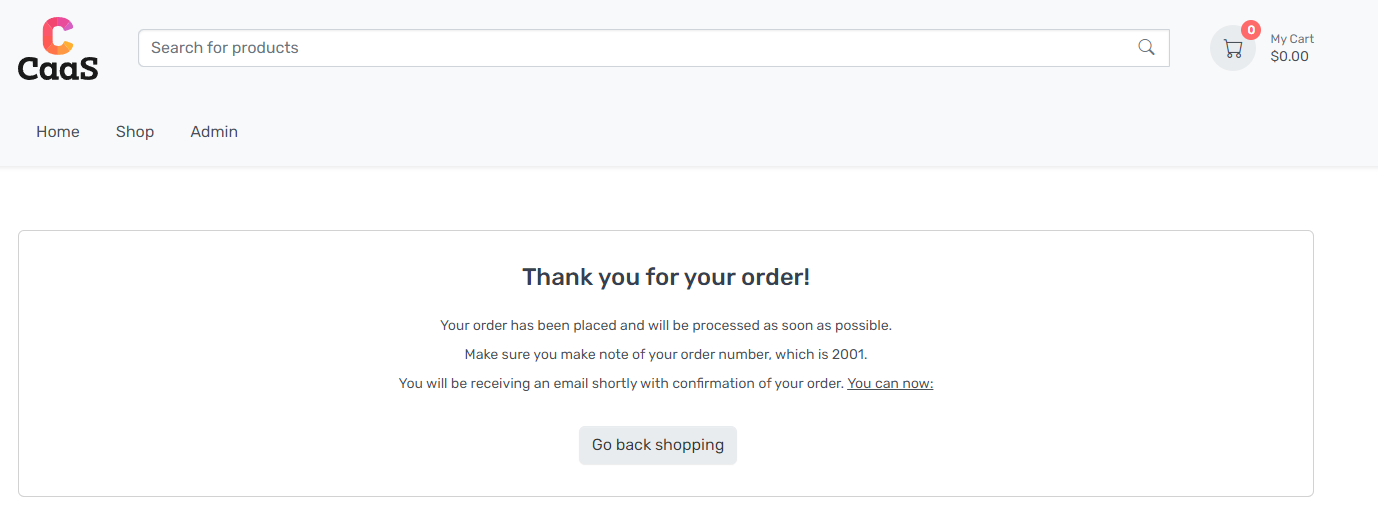 C
CaaS
Search for products
0
My Cart
$0.00
Home Shop Admin
Thank you for your order!
Your order has been placed and will be processed as soon as possible.
Make sure you make note of your order number, which is 2001.
You will be receiving an email shortly with confirmation of your order. You can now:
Go back shopping